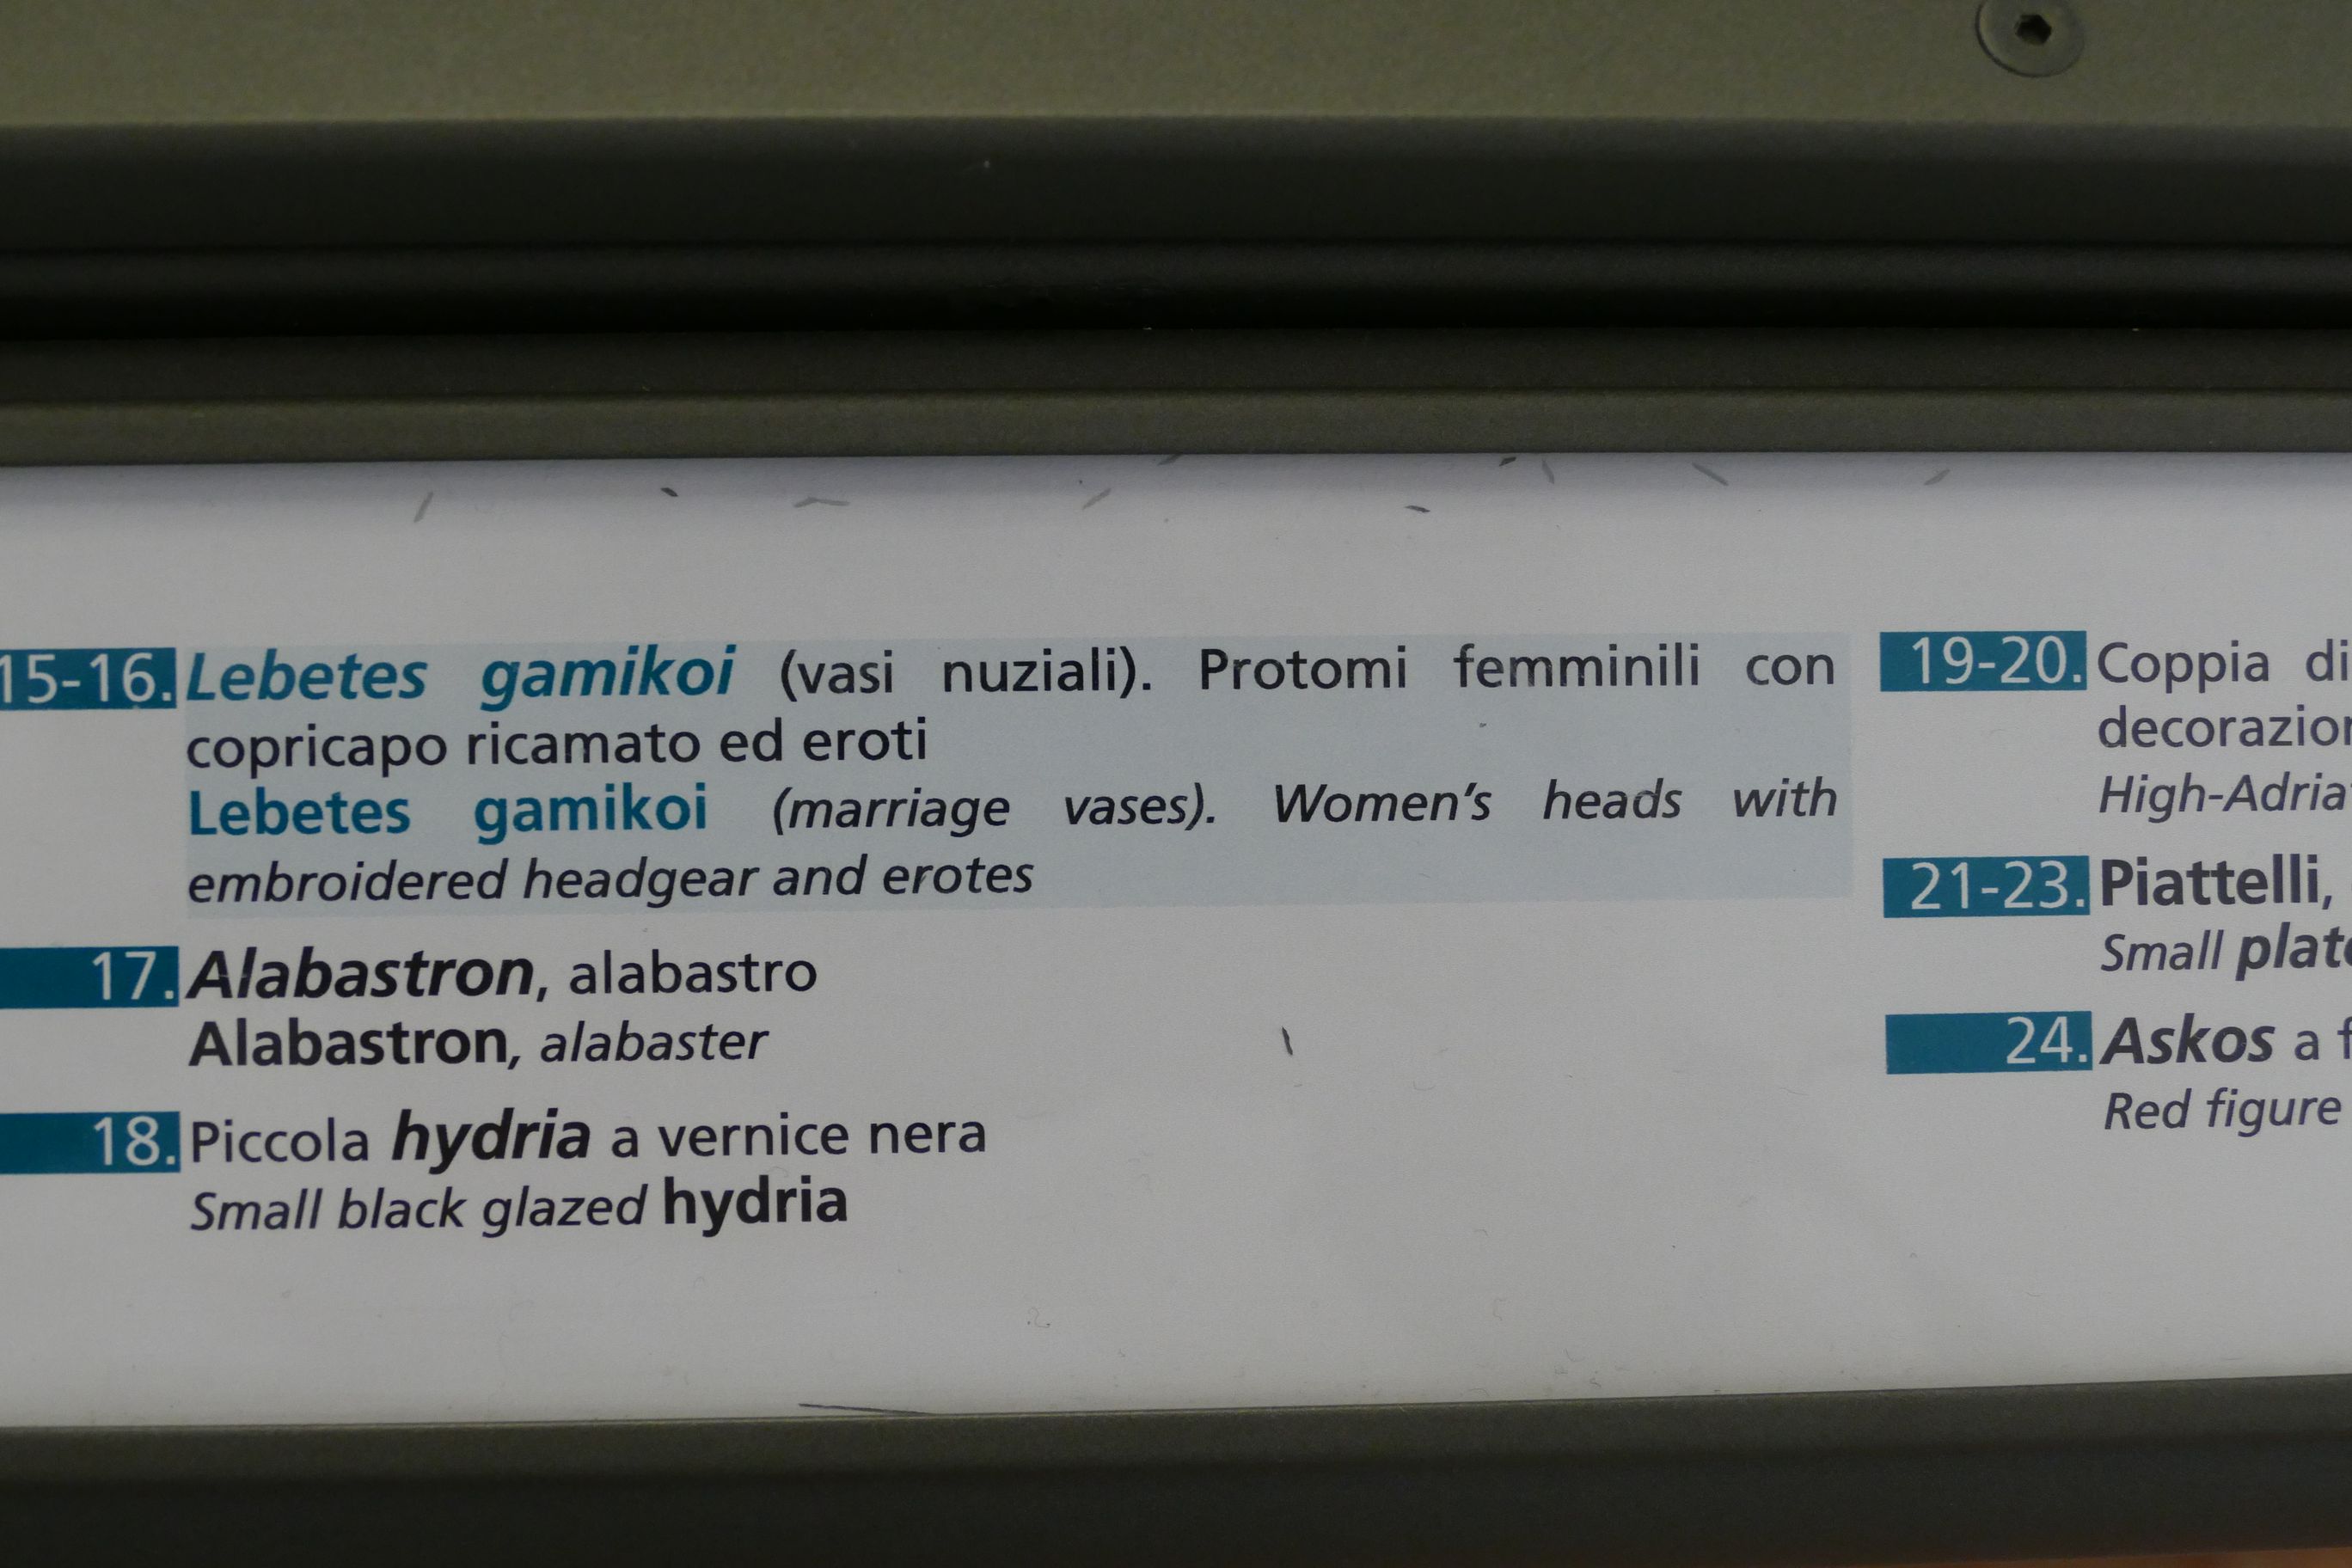 15-16. Lebetes gamikoi (vasi nuziali). Protomi femminili con
copricapo ricamato ed eroti
Lebetes gamikoi (marriage vases). Women's heads with
embroidered headgear and erotes
17. Alabastron, alabastro
Alabastron, alabaster
18. Piccola hydria a vernice nera
Small black glazed hydria
19-20. Coppia di
21-23. Piattelli,
Small
24. Askos a
Red figure